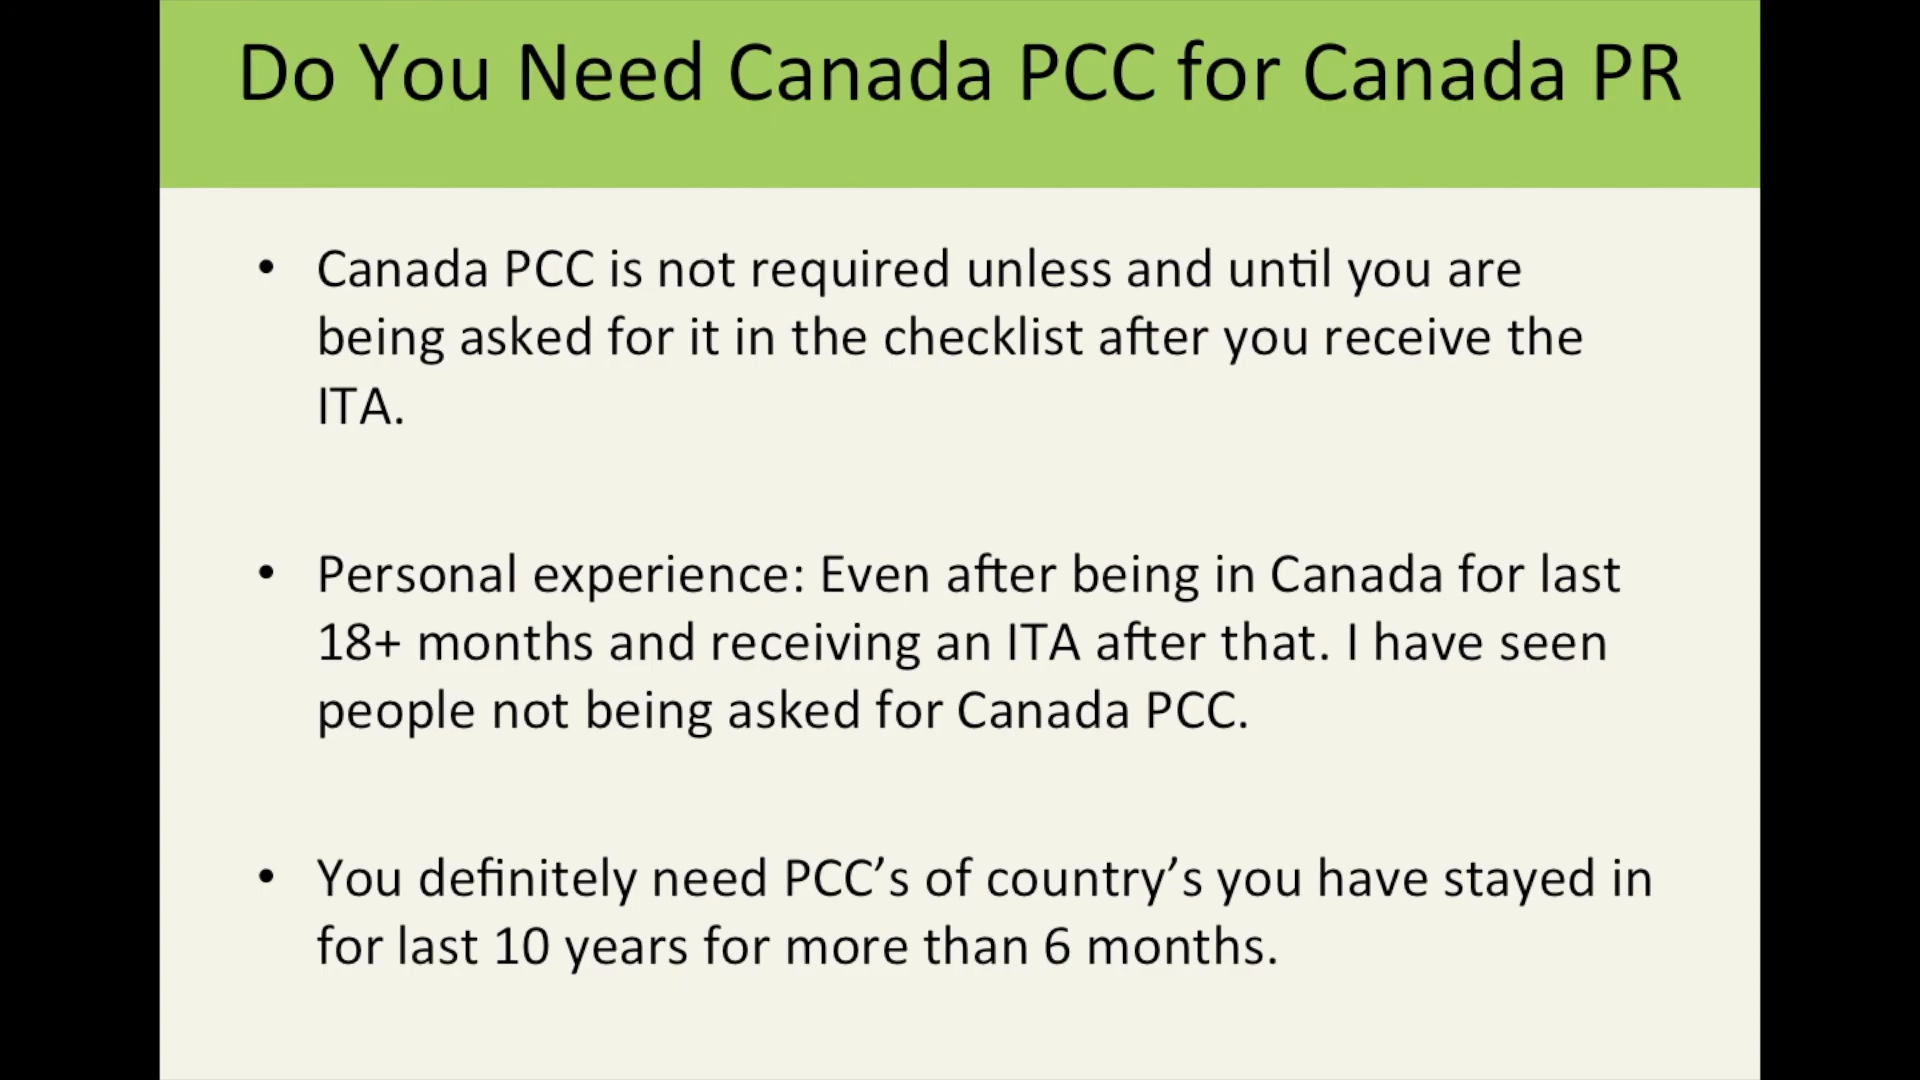 Do You Need Canada PCC for Canada PR
• Canada PCC is not required unless and until you are
being asked for it in the checklist after you receive the
ITA.
• Personal experience: Even after being in Canada for last
18+ months and receiving an ITA after that. I have seen
people not being asked for Canada PCC.
• You definitely need PCC’s of country’s you have stayed in
for last 10 years for more than 6 months.